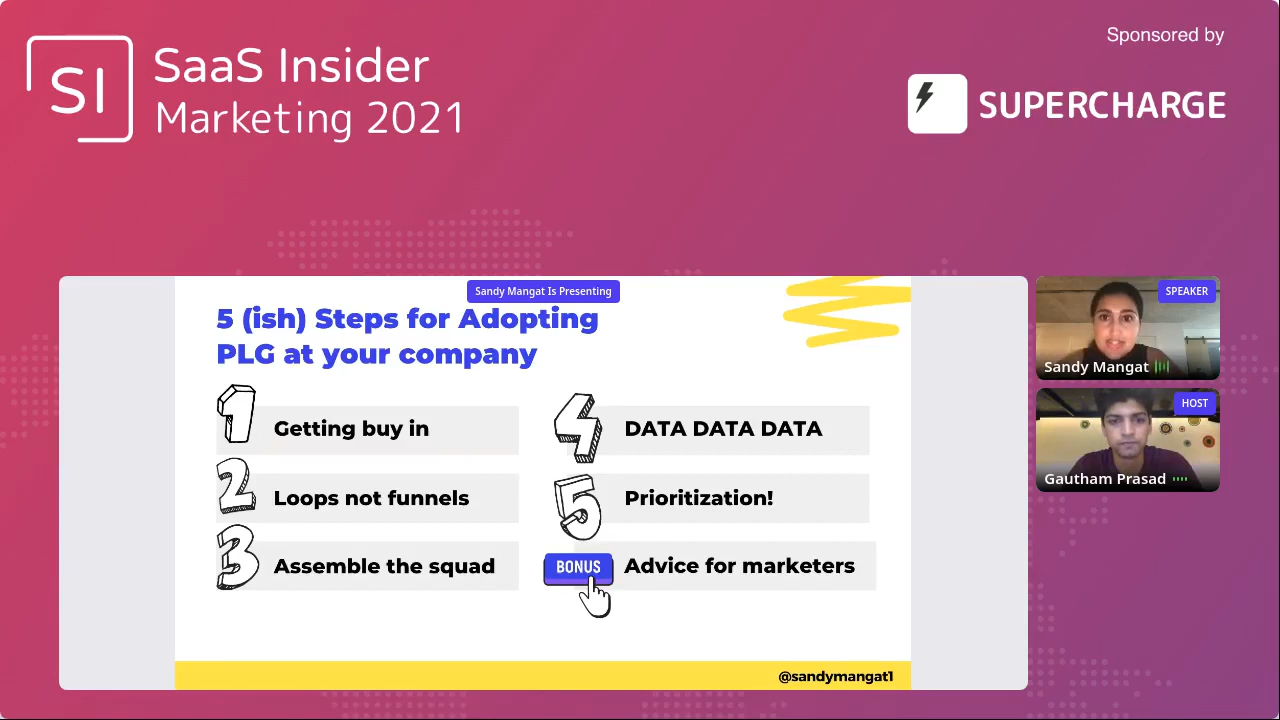 SI
SaaS Insider
Marketing 2021
Sponsored by
SUPERCHARGE
Sandy Mangat Is Presenting
5 (ish) Steps for Adopting
PLG at your company
1 Getting buy in
2 Loops not funnels
3 Assemble the squad
4 DATA DATA DATA
5 Prioritization!
BONUS Advice for marketers
@sandymangat1
SPEAKER
Sandy Mangat
HOST
Gautham Prasad